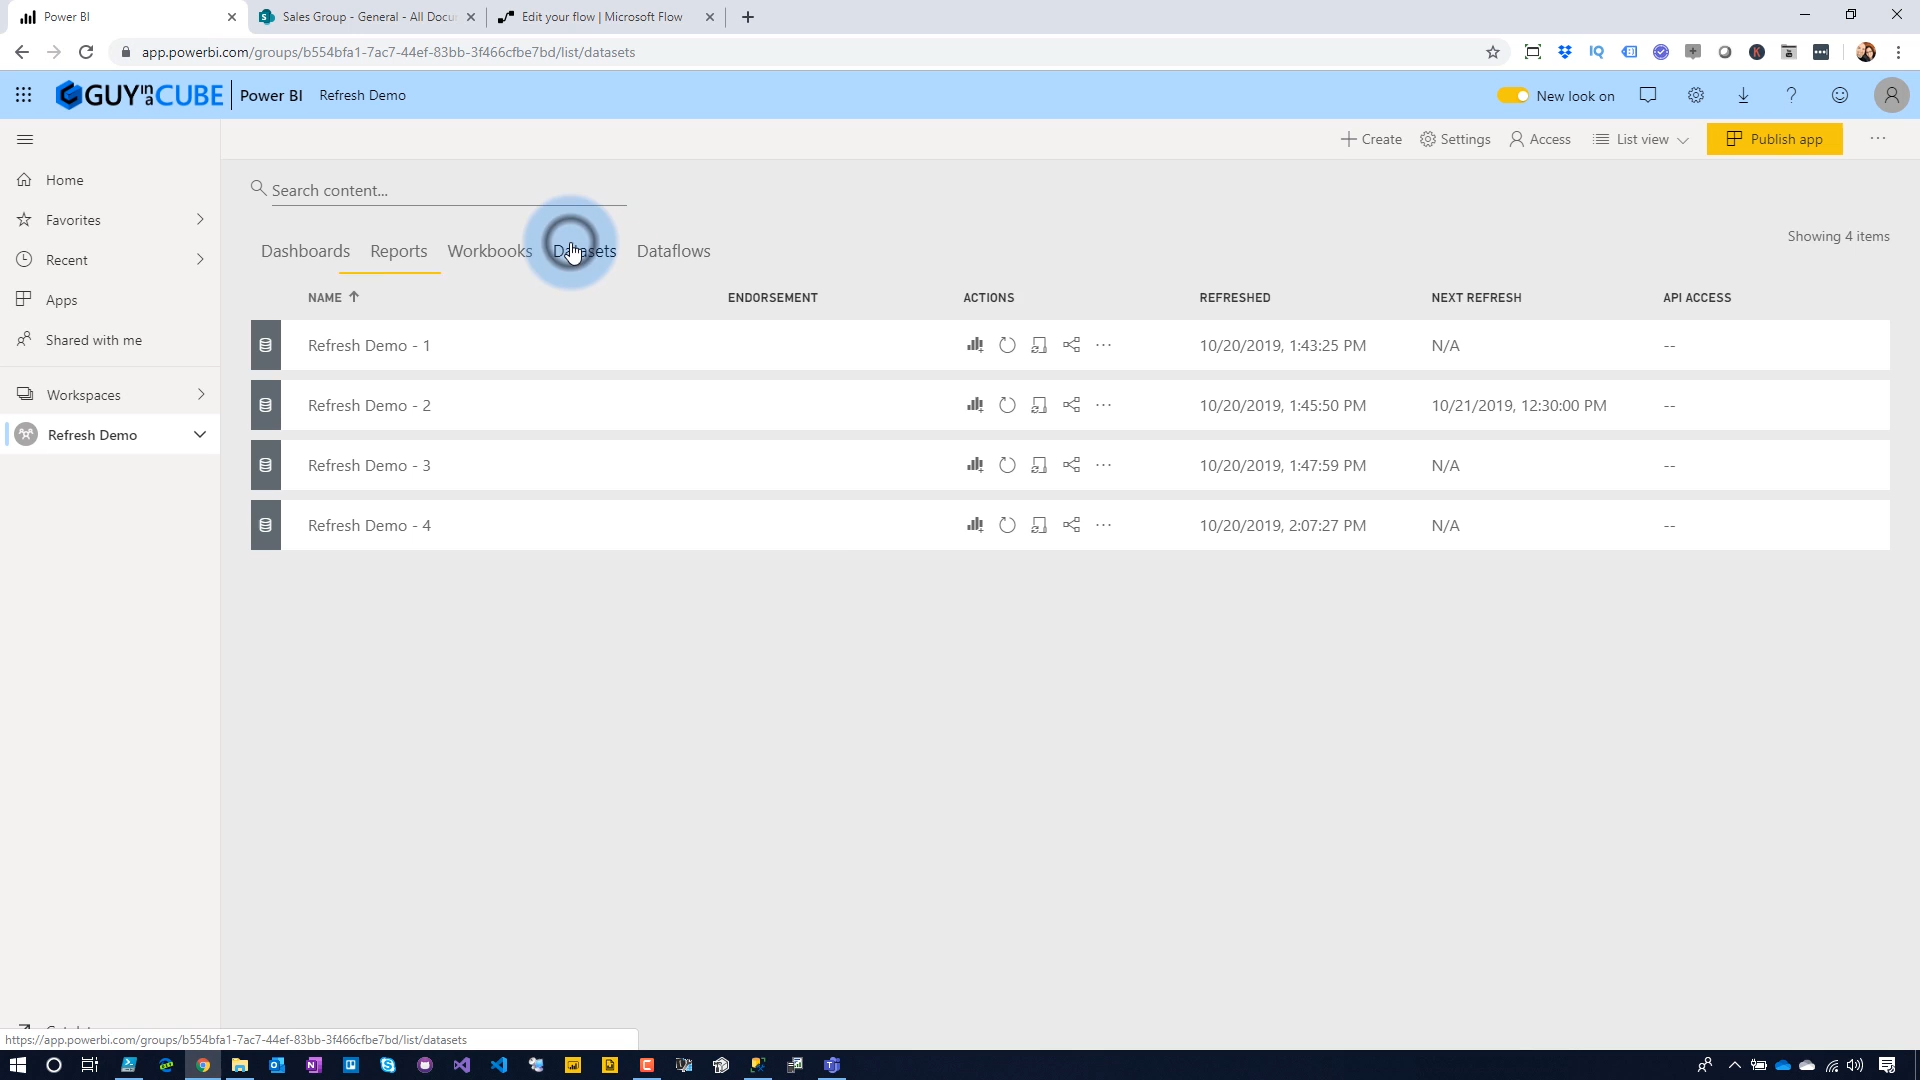 Power BI
Sales Group - General - All Docu
Edit your flow | Microsoft Flow
app.powerbi.com/groups/b554bfa1-7ac7-44ef-83bb-3f466cfbe7bd/list/datasets
GUY IN A CUBE
Power BI
Refresh Demo
New look on
Create
Settings
Access
List view
Publish app
Home
Favorites
Recent
Apps
Shared with me
Workspaces
Refresh Demo
Search content...
Showing 4 items
Dashboards Reports Workbooks Datasets Dataflows
NAME ENDORSEMENT ACTIONS REFRESHED NEXT REFRESH API ACCESS
Refresh Demo - 1 10/20/2019, 1:43:25 PM N/A --
Refresh Demo - 2 10/20/2019, 1:45:50 PM 10/21/2019, 12:30:00 PM --
Refresh Demo - 3 10/20/2019, 1:47:59 PM N/A --
Refresh Demo - 4 10/20/2019, 2:07:27 PM N/A --
https://app.powerbi.com/groups/b554bfa1-7ac7-44ef-83bb-3f466cfbe7bd/list/datasets